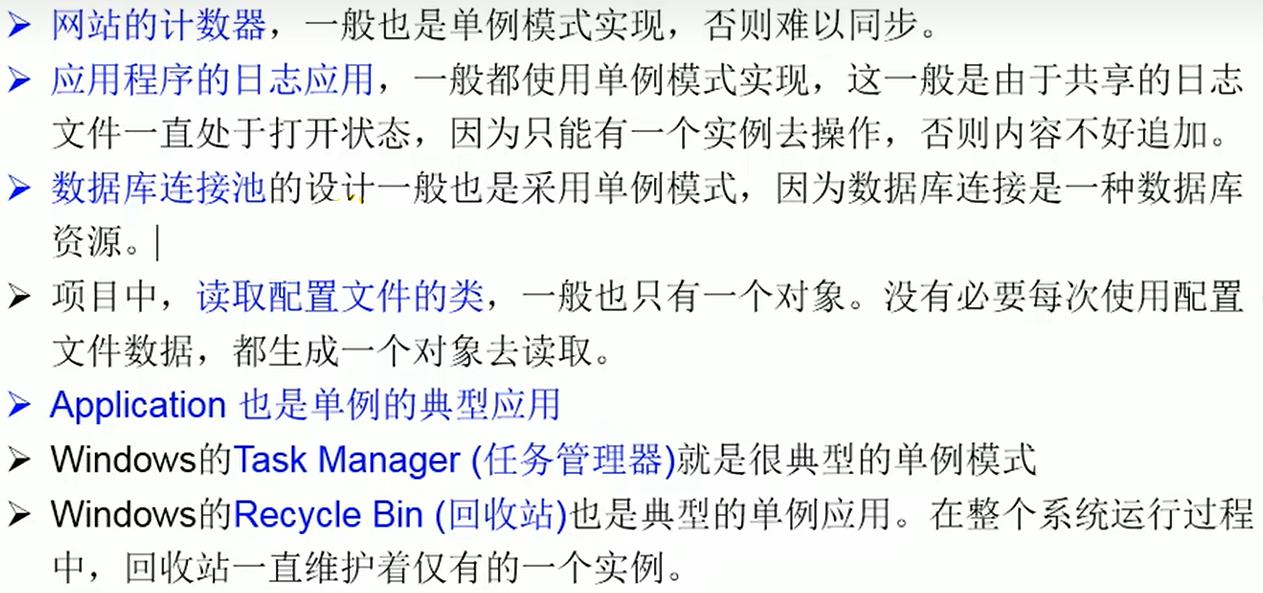 ➢ 网站的计数器，一般也是单例模式实现，否则难以同步。
➢ 应用程序的日志应用，一般都使用单例模式实现，这一般是由于共享的日志
文件一直处于打开状态，因为只能有一个实例去操作，否则内容不好追加。
➢ 数据库连接池的设计一般也是采用单例模式，因为数据库连接是一种数据库
资源。
➢ 项目中，读取配置文件的类，一般也只有一个对象。没有必要每次使用配置
文件数据，都生成一个对象去读取。
➢ Application 也是单例的典型应用
➢ Windows的Task Manager (任务管理器)就是很典型的单例模式
➢ Windows的Recycle Bin (回收站)也是典型的单例应用。在整个系统运行过程
中，回收站一直维护着仅有的一个实例。